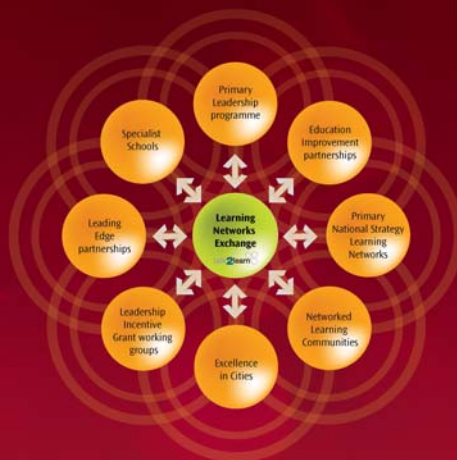 Primary
Leadership
programme
Education
Improvement
partnerships
Primary
National Strategy
Learning
Networks
Networked
Learning
Communities
Excellence
in Cities
Leadership
Incentive
Grant working
groups
Leading
Edge
partnerships
Specialist
Schools
Learning
Networks
Exchange